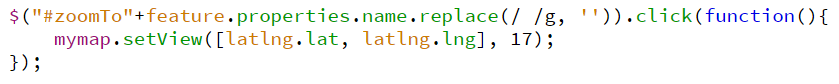 $("#zoomTo"+feature.properties.name.replace(/ /g, '')).click(function(){
    mymap.setView([latlng.lat, latlng.lng], 17);
});